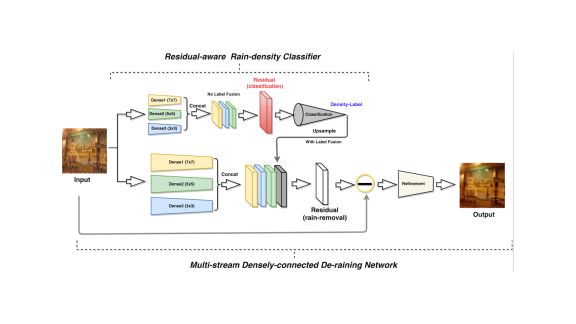 Residual-aware Rain-density Classifier
Residual
(classification)
No Label Fusion
Dense1 (7x7)
Concat
Density-Label
Dense2 (5x5)
Classification
Dense3 (3x3)
Upsample
With Label Fusion
Dense1 (7x7)
Concat
Input
Dense2 (5x5)
Refinement
Dense3 (3x3)
Residual
(rain-removal)
Output
Multi-stream Densely-connected De-raining Network